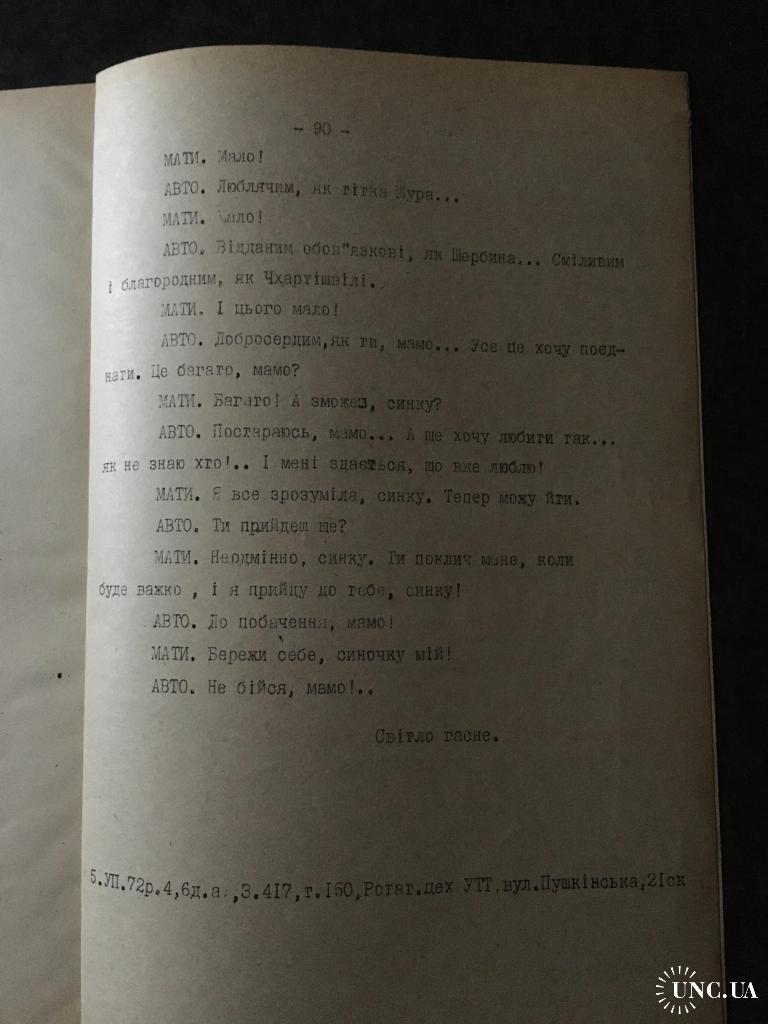 - 90 -
МАТИ. Мало!
АВТО. Люблячим, як тітка Шура...
МАТИ. Мало!
АВТО. Відданим обов"язкові, як Щербина... Сміливим
і благородним, як Чхартішвілі.
МАТИ. І цього мало!
АВТО. Добросердим,як ти, мамо... Усе це хочу поєд-
нати. Це багато, мамо?
МАТИ. Багато! А зможеш, синку?
АВТО. Постараюсь, мамо... А ще хочу любити так...
як не знаю хто!.. І мені здається, що вже люблю!
МАТИ. Я все зрозуміла, синку. Тепер можу йти.
АВТО. Ти прийдеш ще?
МАТИ. Неодмінно, синку. Ти поклич мене, коли
буде важко , і я прийду до тебе, синку!
АВТО. До побачення, мамо!
МАТИ. Бережи себе, синочку мій!
АВТО. Не бійся, мамо!..
Світло гасне.
5.УП.72р.4,6д.а.,З.4І7,т.І50,Ротаг.цех УТТ,вул.Пушкінська,2Іск
UNC.UA